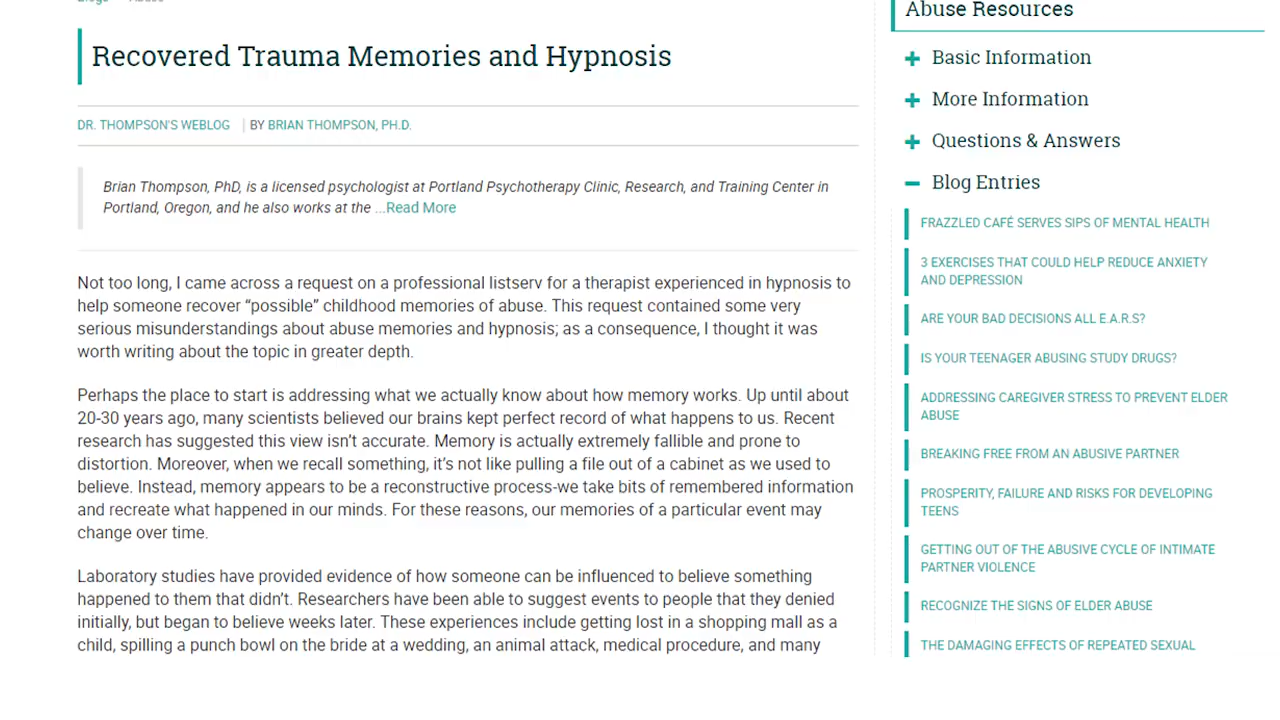 Recovered Trauma Memories and Hypnosis
DR. THOMPSON'S WEBLOG | BY BRIAN THOMPSON, PH.D.
Brian Thompson, PhD, is a licensed psychologist at Portland Psychotherapy Clinic, Research, and Training Center in
Portland, Oregon, and he also works at the ...Read More
Not too long, I came across a request on a professional listserv for a therapist experienced in hypnosis to
help someone recover “possible” childhood memories of abuse. This request contained some very
serious misunderstandings about abuse memories and hypnosis; as a consequence, I thought it was
worth writing about the topic in greater depth.
Perhaps the place to start is addressing what we actually know about how memory works. Up until about
20-30 years ago, many scientists believed our brains kept perfect record of what happens to us. Recent
research has suggested this view isn’t accurate. Memory is actually extremely fallible and prone to
distortion. Moreover, when we recall something, it’s not like pulling a file out of a cabinet as we used to
believe. Instead, memory appears to be a reconstructive process-we take bits of remembered information
and recreate what happened in our minds. For these reasons, our memories of a particular event may
change over time.
Laboratory studies have provided evidence of how someone can be influenced to believe something
happened to them that didn’t. Researchers have been able to suggest events to people that they denied
initially, but began to believe weeks later. These experiences include getting lost in a shopping mall as a
child, spilling a punch bowl on the bride at a wedding, an animal attack, medical procedure, and many
Abuse Resources
Basic Information
More Information
Questions & Answers
Blog Entries
FRAZZLED CAFÉ SERVES SIPS OF MENTAL HEALTH
3 EXERCISES THAT COULD HELP REDUCE ANXIETY
AND DEPRESSION
ARE YOUR BAD DECISIONS ALL E.A.R.S?
IS YOUR TEENAGER ABUSING STUDY DRUGS?
ADDRESSING CAREGIVER STRESS TO PREVENT ELDER
ABUSE
BREAKING FREE FROM AN ABUSIVE PARTNER
PROSPERITY, FAILURE AND RISKS FOR DEVELOPING
TEENS
GETTING OUT OF THE ABUSIVE CYCLE OF INTIMATE
PARTNER VIOLENCE
RECOGNIZE THE SIGNS OF ELDER ABUSE
THE DAMAGING EFFECTS OF REPEATED SEXUAL